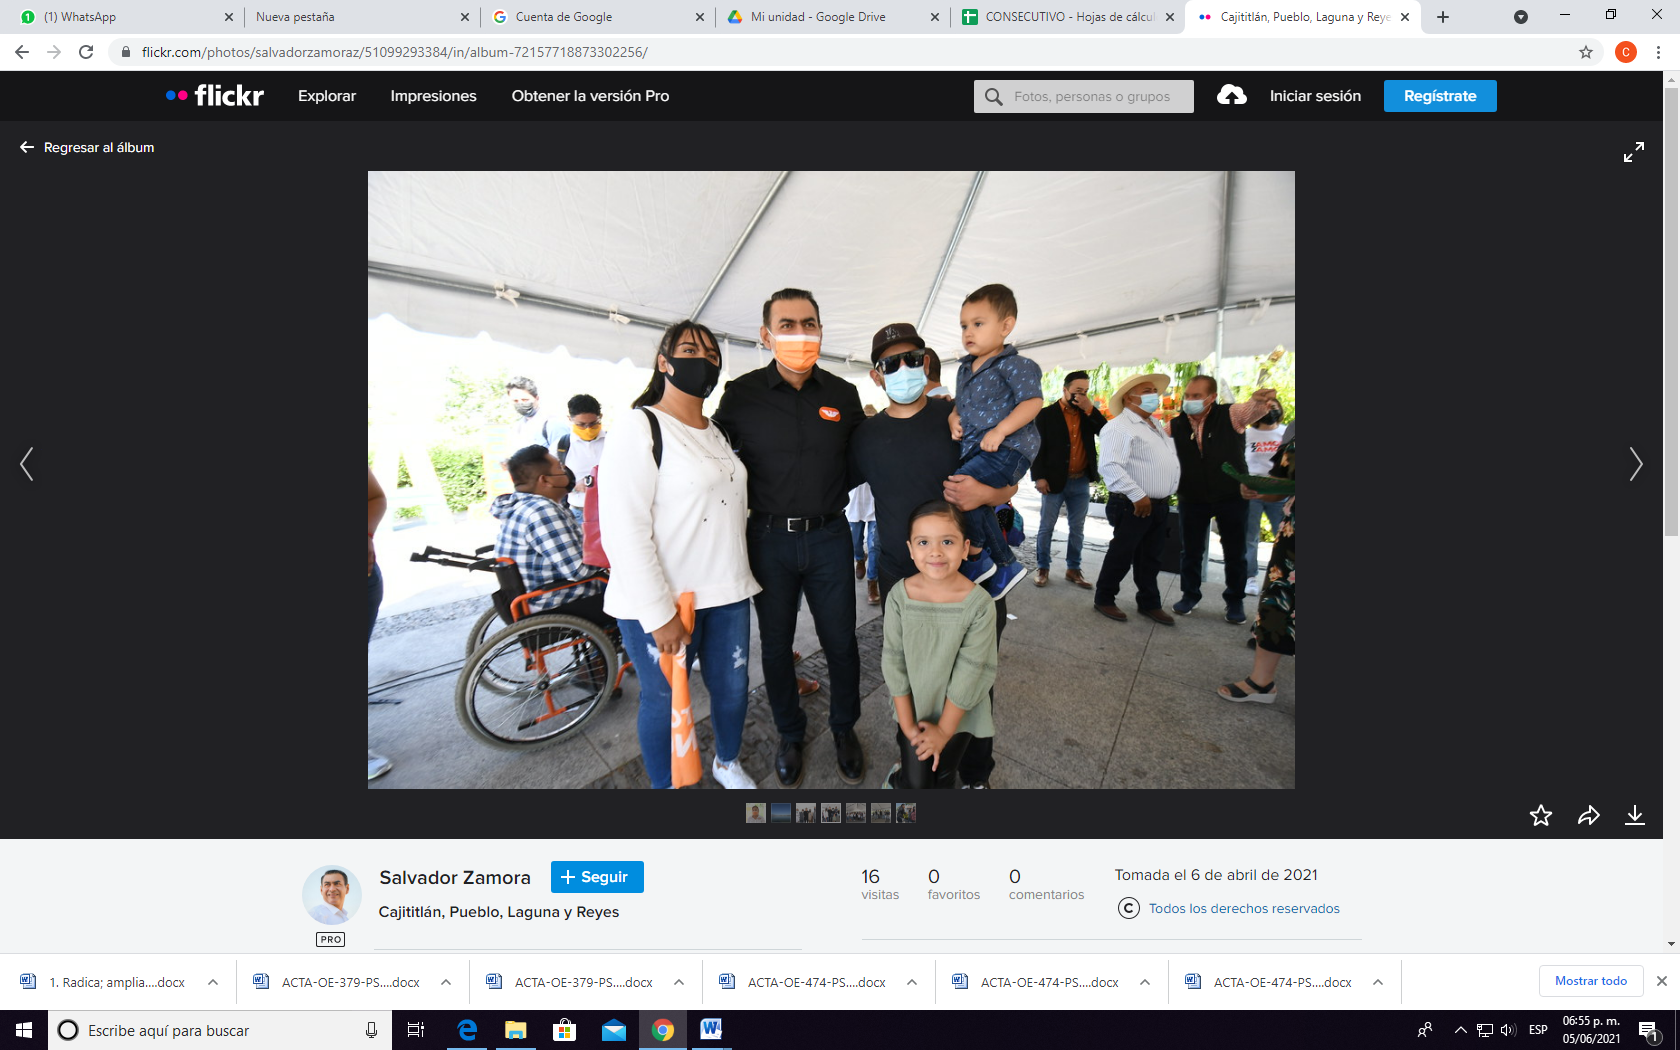 (1) WhatsApp
Nueva pestaña
Cuenta de Google
Mi unidad - Google Drive
CONSECUTIVO - Hojas de cálcul
Cajititlán, Pueblo, Laguna y Reye
flickr.com/photos/salvadorzamoraz/51099293384/in/album-72157718873302256/
C
flickr
Explorar
Impresiones
Obtener la versión Pro
Fotos, personas o grupos
Iniciar sesión
Regístrate
Regresar al álbum
Salvador Zamora
Seguir
Cajititlán, Pueblo, Laguna y Reyes
PRO
16
visitas
0
favoritos
0
comentarios
Tomada el 6 de abril de 2021
Todos los derechos reservados
1. Radica; amplia....docx
ACTA-OE-379-PS....docx
ACTA-OE-379-PS....docx
ACTA-OE-474-PS....docx
ACTA-OE-474-PS....docx
ACTA-OE-474-PS....docx
Mostrar todo
Escribe aquí para buscar
ESP
06:55 p. m.
05/06/2021
1